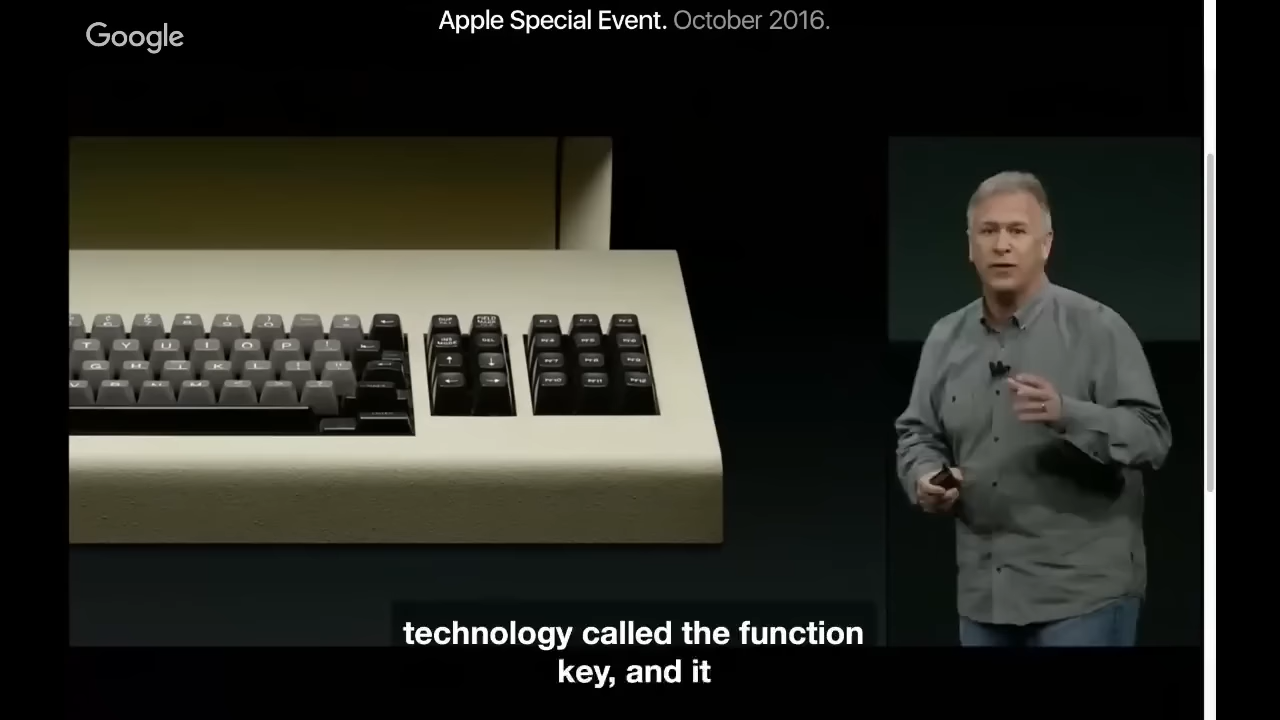 Google
Apple Special Event. October 2016.
T Y U I O P
G H J K L
V B N M
technology called the function
key, and it